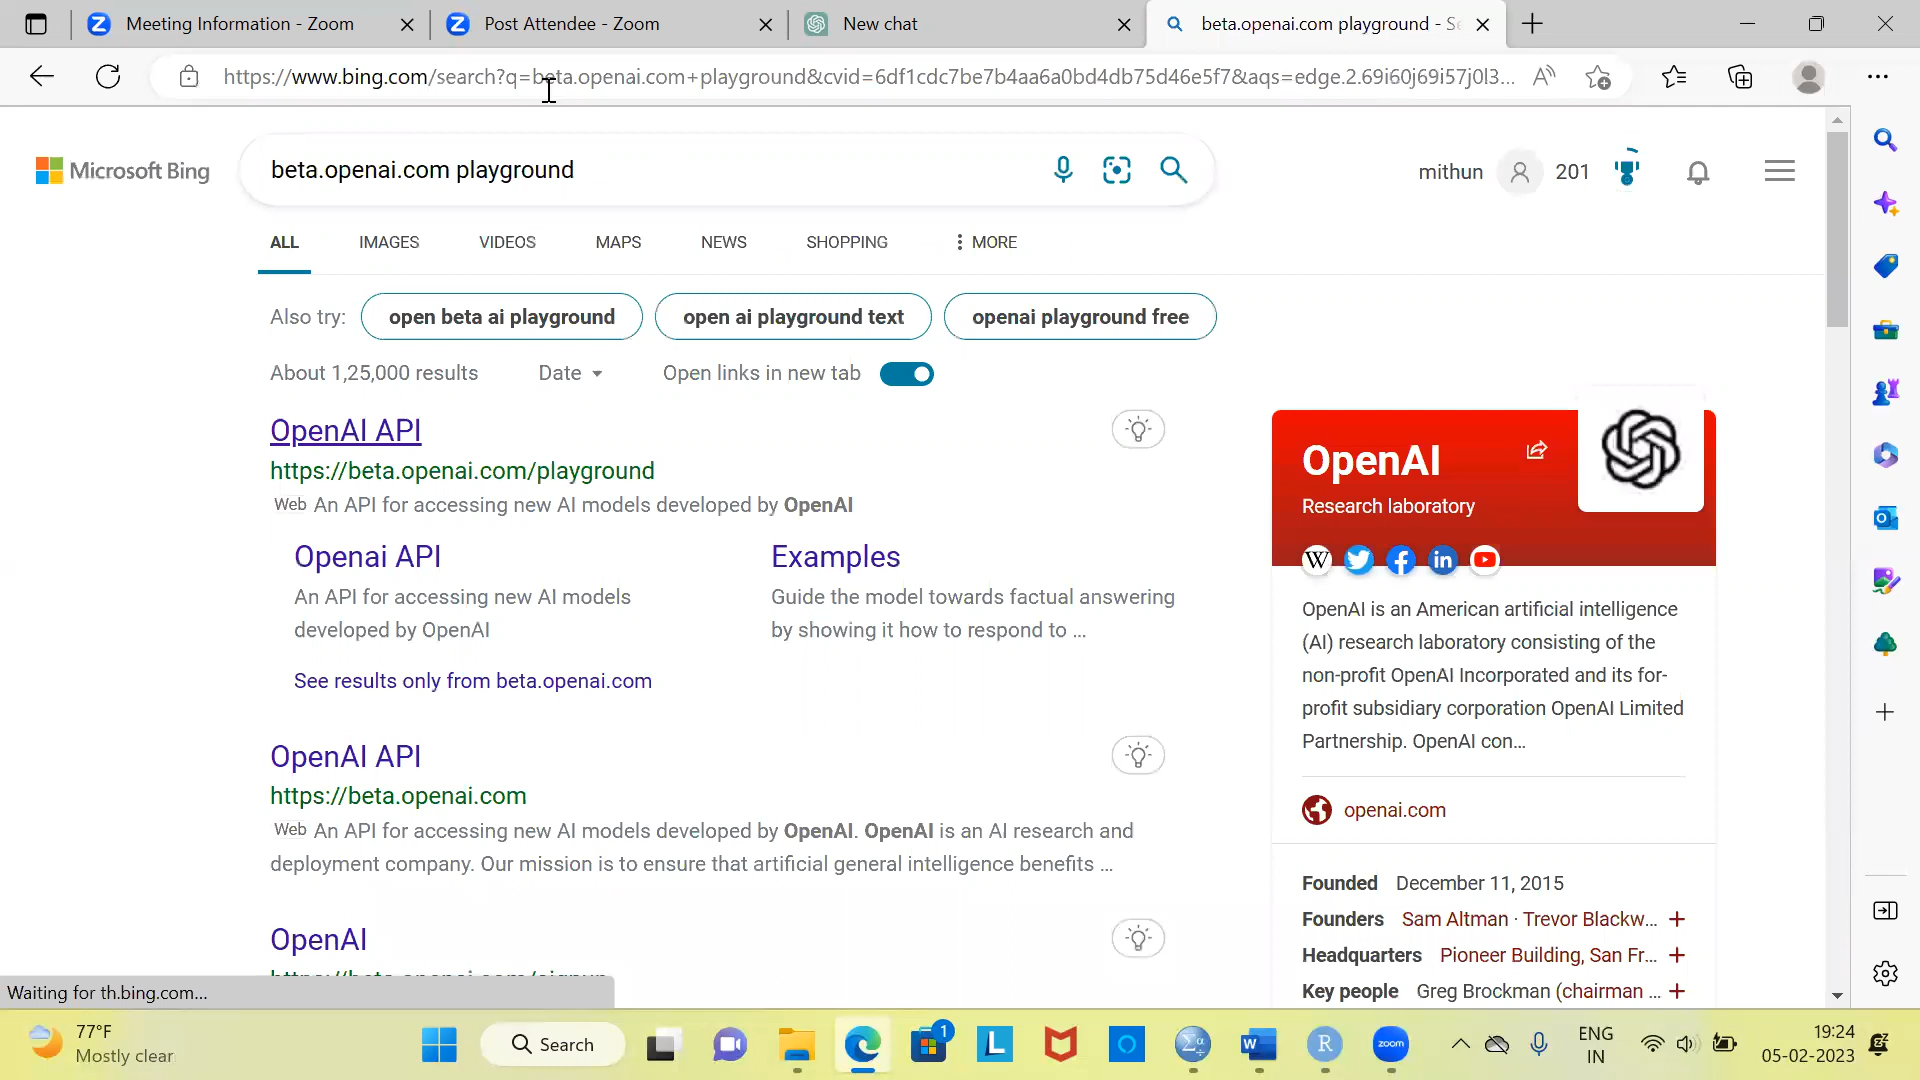 Meeting Information - Zoom
Post Attendee - Zoom
New chat
beta.openai.com playground - Se
https://www.bing.com/search?q=beta.openai.com+playground&cvid=6df1cdc7be7b4aa6a0bd4db75d46e5f7&aqs=edge.2.69i60j69i57j0l3...
Microsoft Bing
beta.openai.com playground
mithun
201
ALL IMAGES VIDEOS MAPS NEWS SHOPPING MORE
Also try: open beta ai playground open ai playground text openai playground free
About 1,25,000 results Date Open links in new tab
OpenAI API
https://beta.openai.com/playground
Web An API for accessing new AI models developed by OpenAI
Openai API
An API for accessing new AI models
developed by OpenAI
Examples
Guide the model towards factual answering
by showing it how to respond to ...
See results only from beta.openai.com
OpenAI API
https://beta.openai.com
Web An API for accessing new AI models developed by OpenAI. OpenAI is an AI research and
deployment company. Our mission is to ensure that artificial general intelligence benefits ...
OpenAI
https://beta.openai.com/signup
OpenAI
Research laboratory
OpenAI is an American artificial intelligence
(AI) research laboratory consisting of the
non-profit OpenAI Incorporated and its for-
profit subsidiary corporation OpenAI Limited
Partnership. OpenAI con...
openai.com
Founded December 11, 2015
Founders Sam Altman · Trevor Blackw...
Headquarters Pioneer Building, San Fr...
Key people Greg Brockman (chairman ...
Waiting for th.bing.com...
77°F
Mostly clear
Search
1
zoom
ENG
IN
19:24
05-02-2023